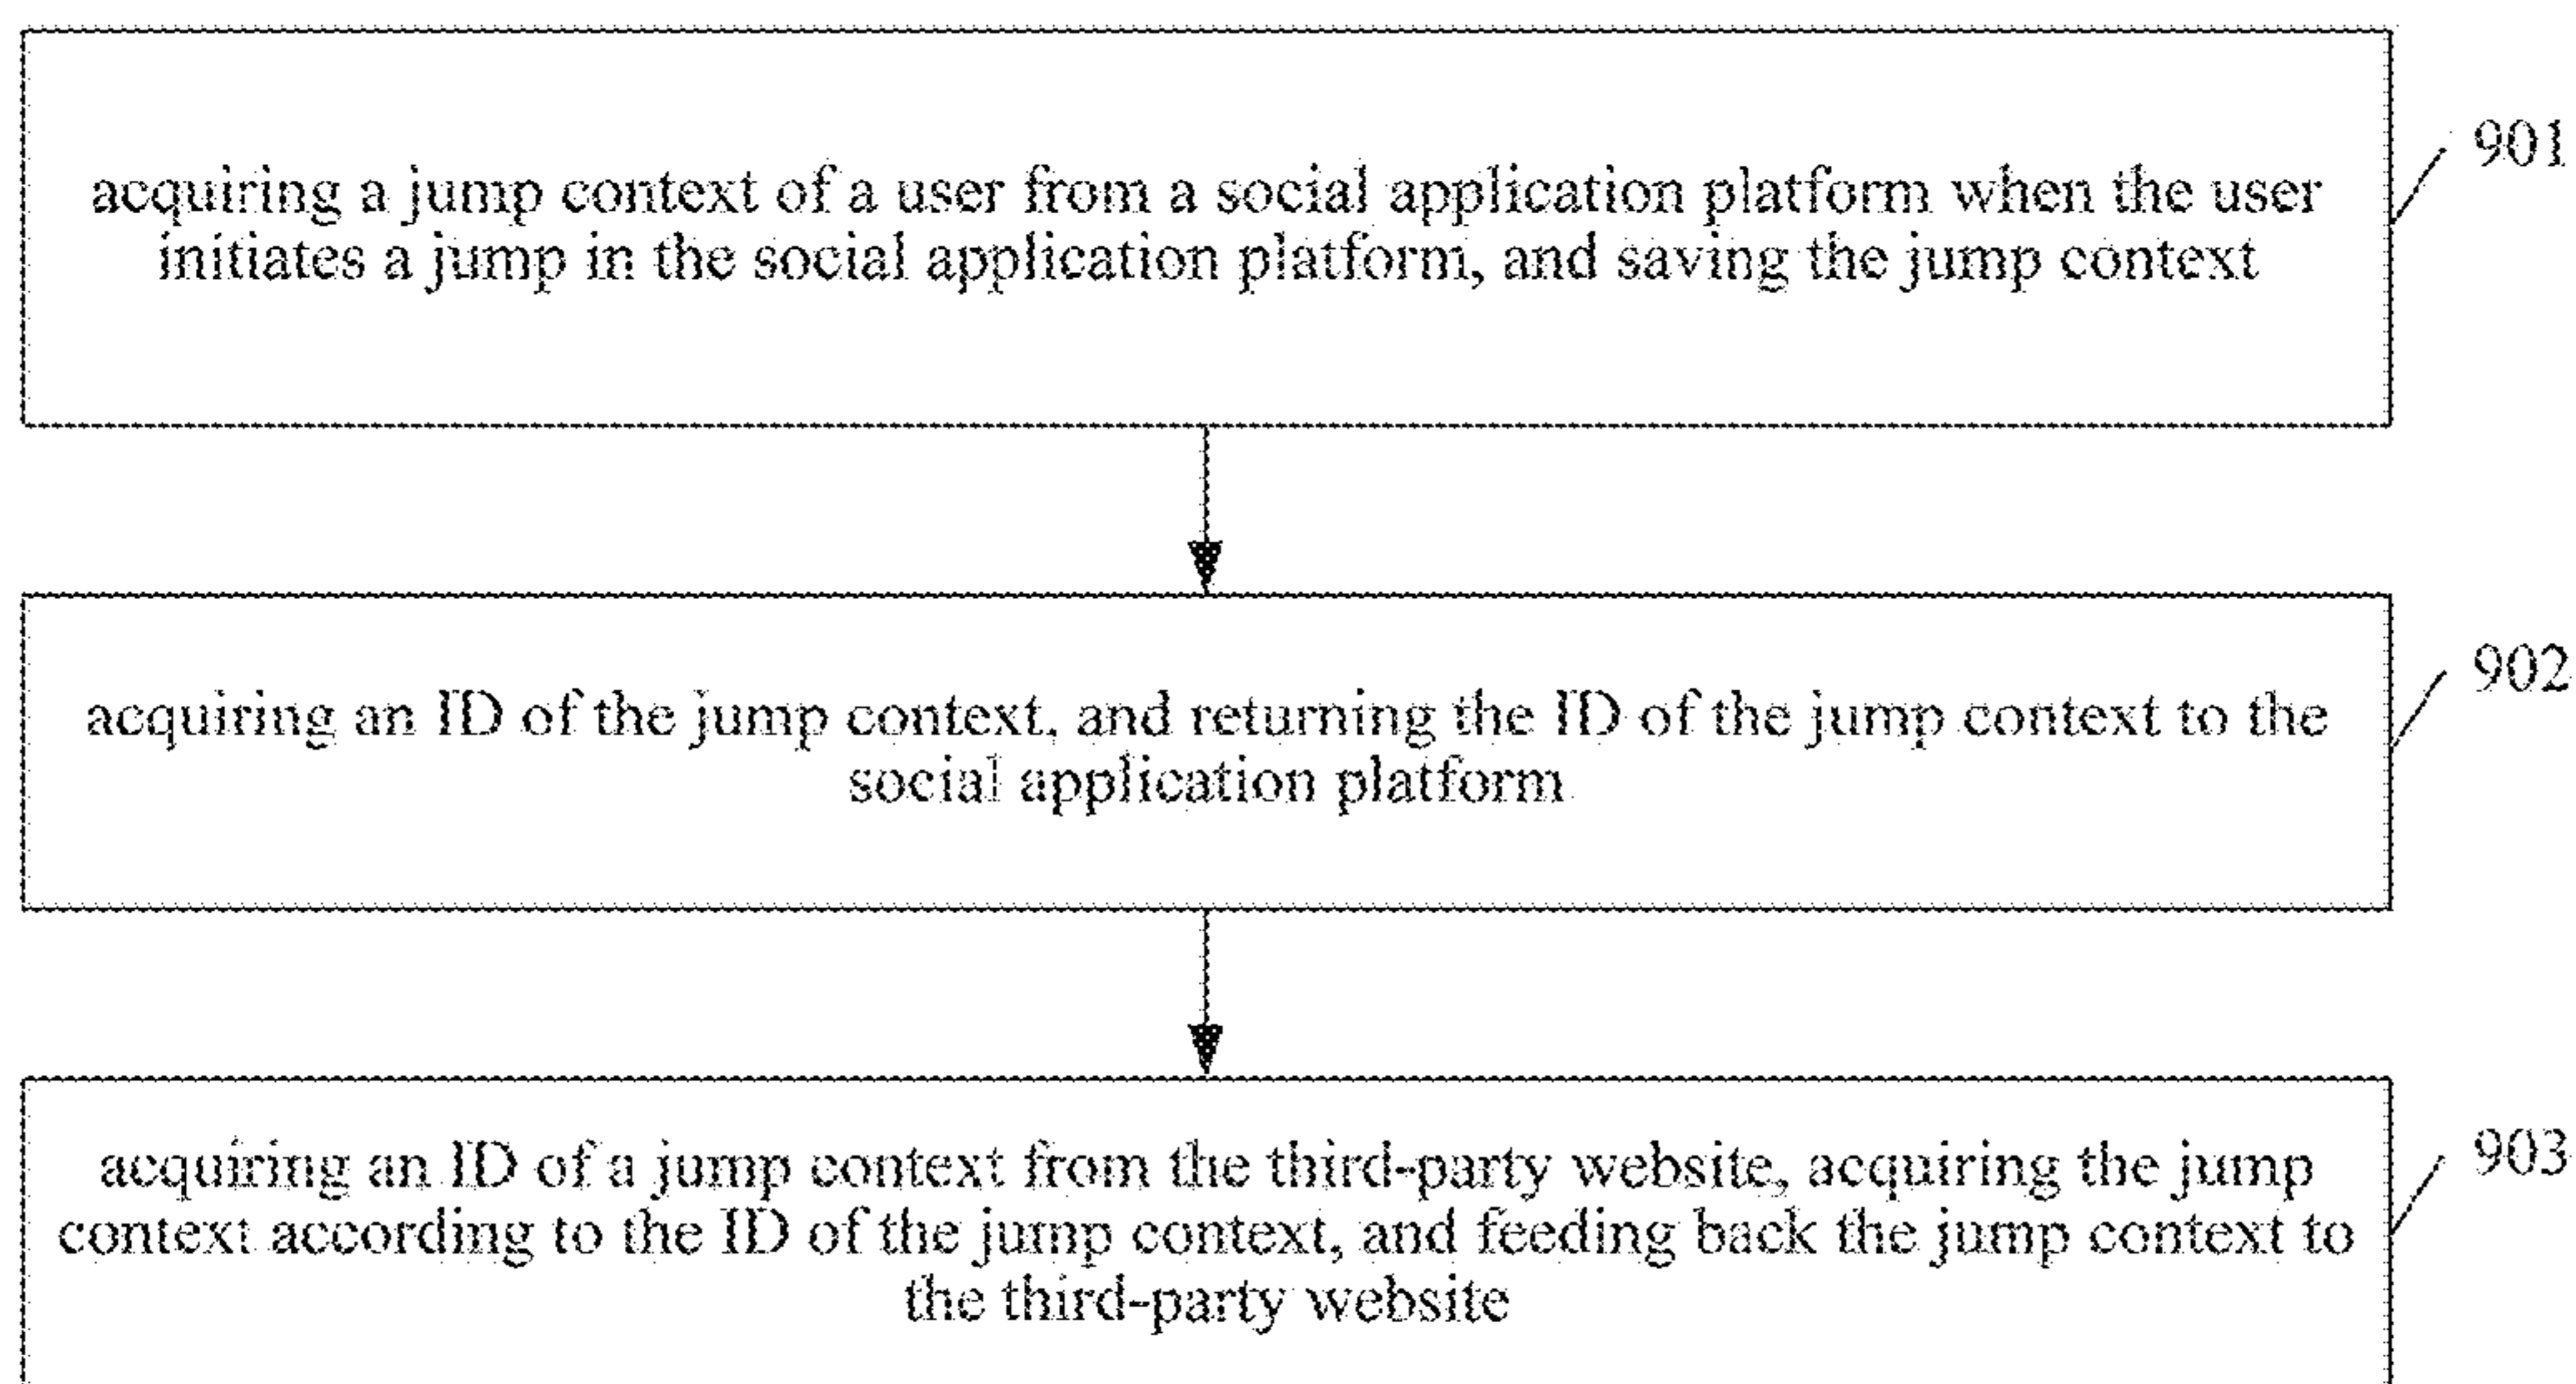 901
acquiring a jump context of a user from a social application platform when the user
initiates a jump in the social application platform, and saving the jump context
902
acquiring an ID of the jump context, and returning the ID of the jump context to the
social application platform
903
acquiring an ID of a jump context from the third-party website, acquiring the jump
context according to the ID of the jump context, and feeding back the jump context to
the third-party website